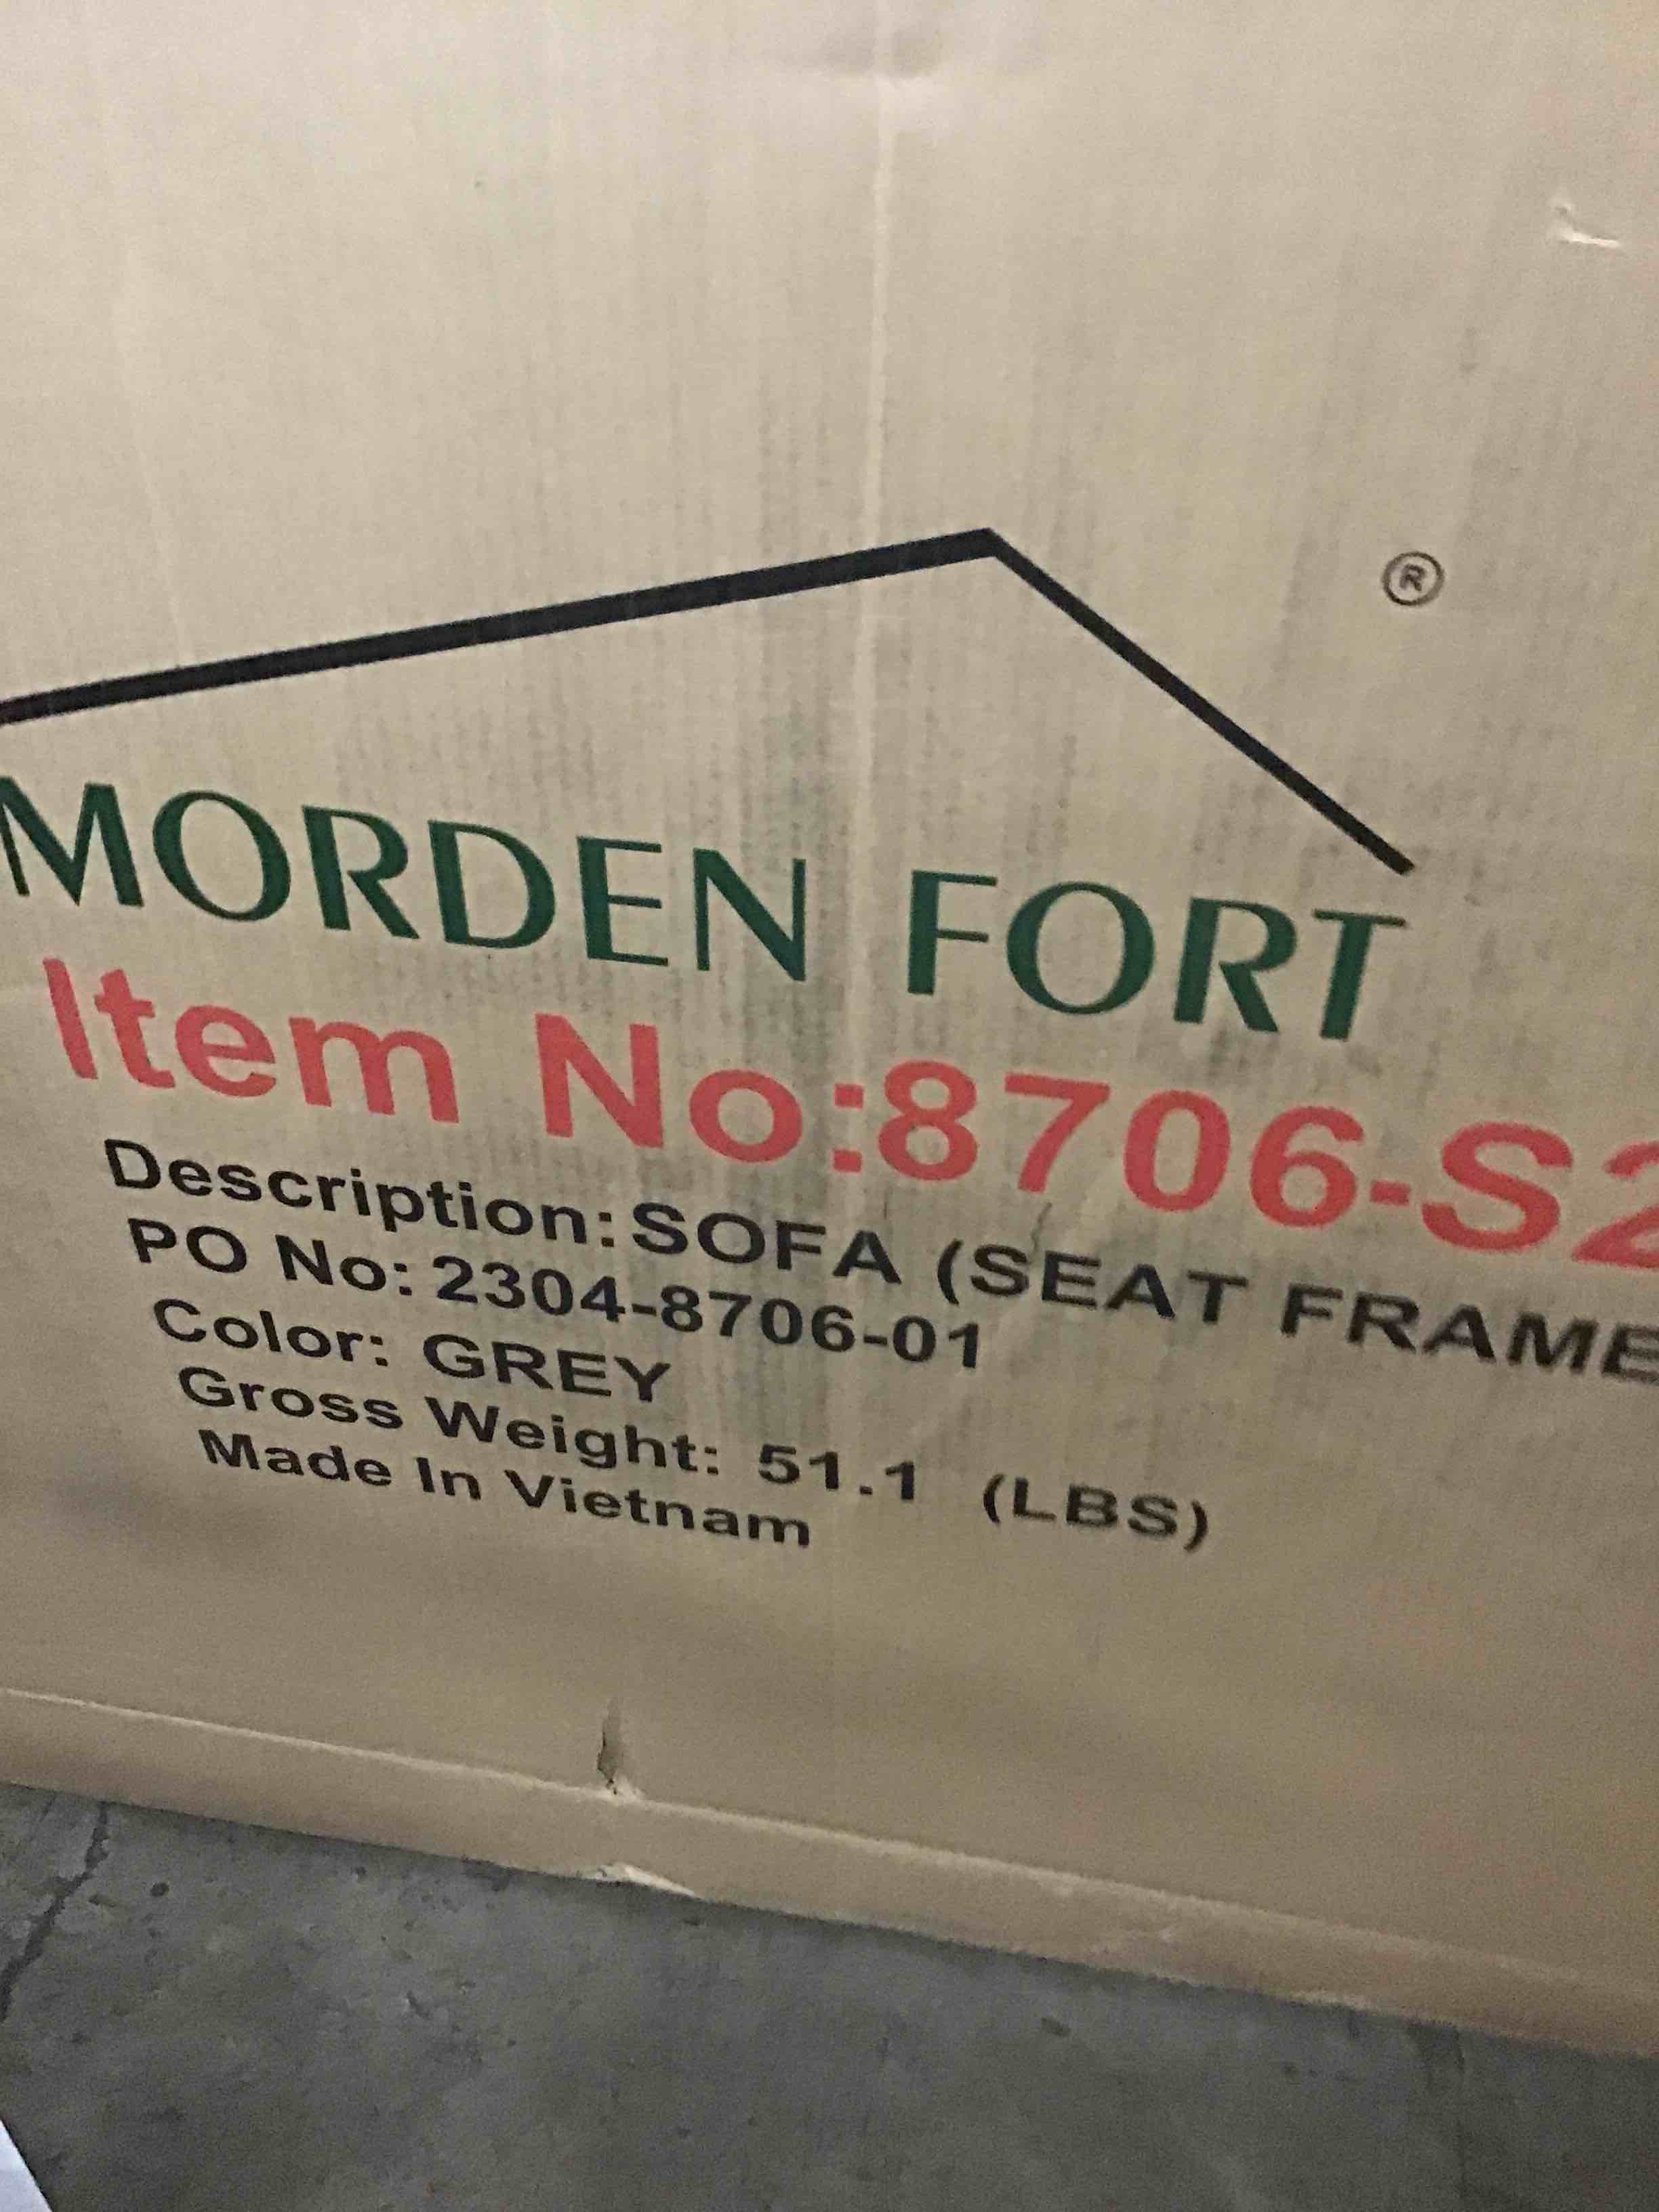 ®
MORDEN FORT
Item No:8706-S2
Description:SOFA (SEAT FRAME
PO No: 2304-8706-01
Color: GREY
Gross Weight: 51.1 (LBS)
Made In Vietnam